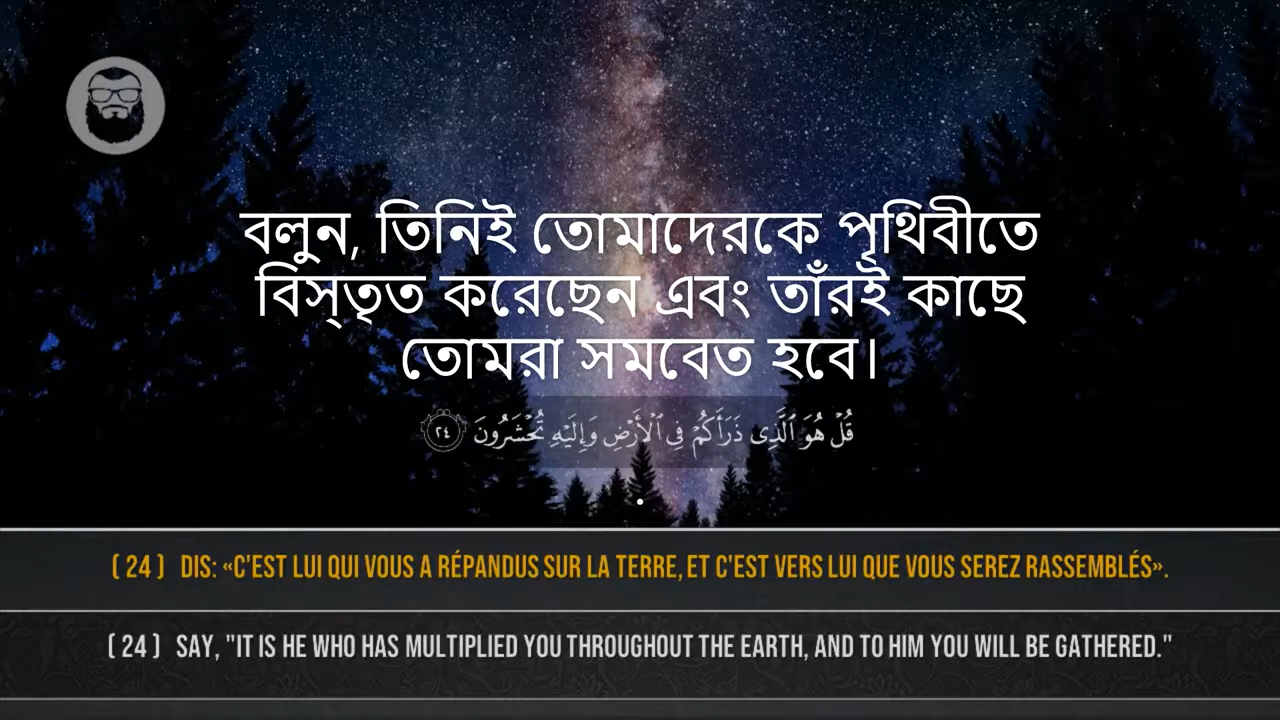 বলুন, তিনিই তোমাদেরকে পৃথিবীতে
বিস্তৃত করেছেন এবং তাঁরই কাছে
তোমরা সমবেত হবে।
قُلْ هُوَ ٱلَّذِى ذَرَأَكُمْ فِى ٱلْأَرْضِ وَإِلَيْهِ تُحْشَرُونَ ٢٤
.
( 24 ) DIS: «C'EST LUI QUI VOUS A RÉPANDUS SUR LA TERRE, ET C'EST VERS LUI QUE VOUS SEREZ RASSEMBLÉS».
( 24 ) SAY, "IT IS HE WHO HAS MULTIPLIED YOU THROUGHOUT THE EARTH, AND TO HIM YOU WILL BE GATHERED."